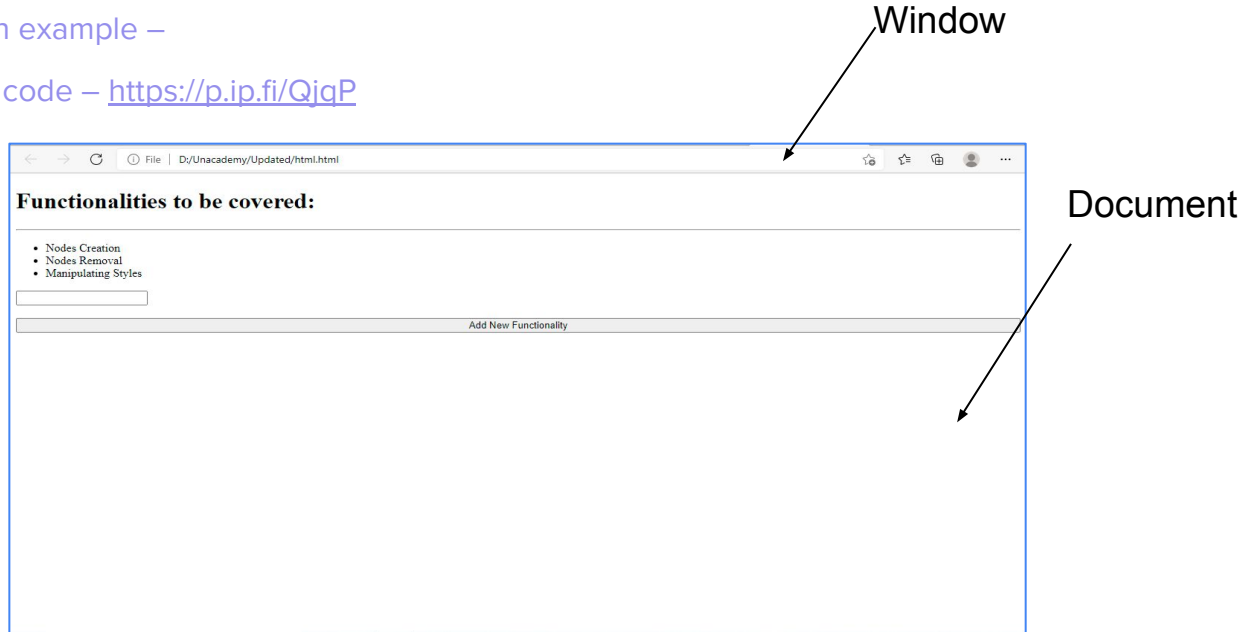 n example –
Window
code – https://p.ip.fi/QjqP
File | D:/Unacademy/Updated/html.html
Functionalities to be covered:
Document
• Nodes Creation
• Nodes Removal
• Manipulating Styles
Add New Functionality